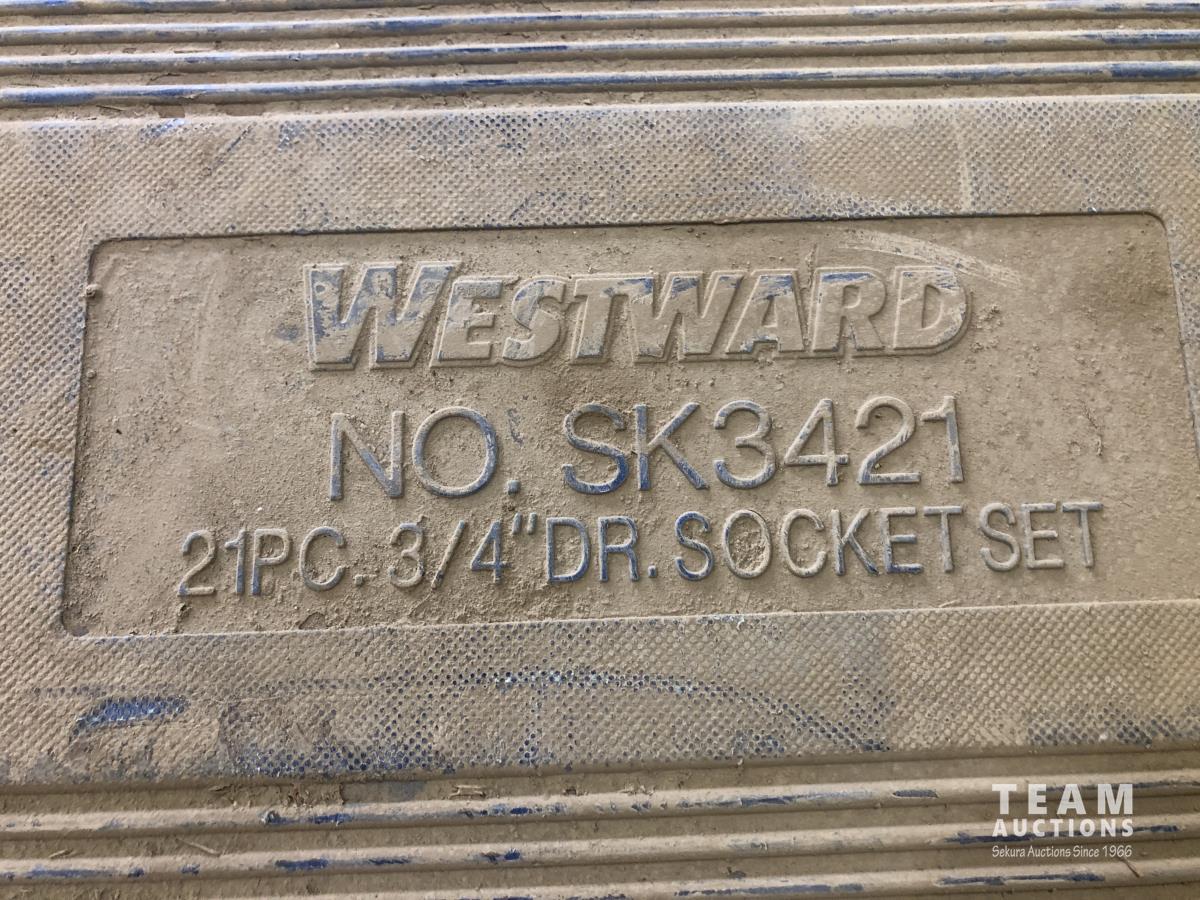 WESTWARD
NO. SK3421
21PC. 3/4" DR. SOCKET SET
TEAM
AUCTIONS
Sekura Auctions Since 1966